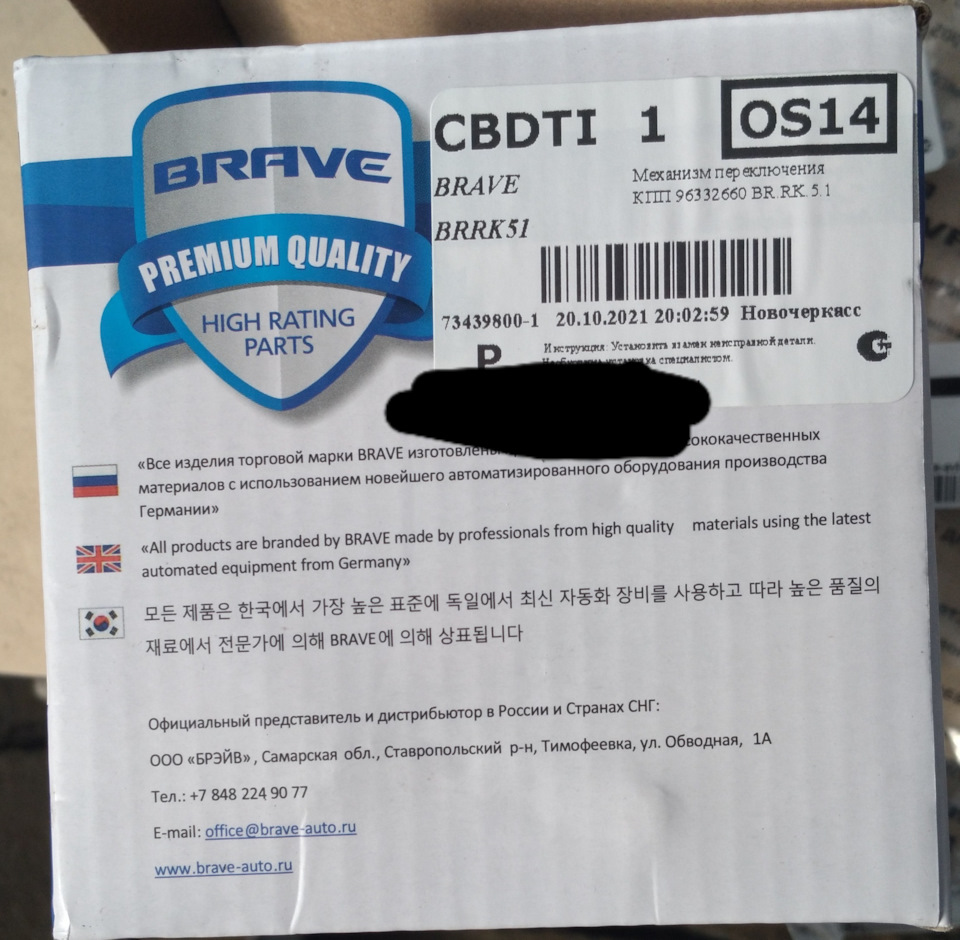 BRAVE
PREMIUM QUALITY
HIGH RATING
PARTS
CBDTI 1 OS14
BRAVE
BRRK51
Механизм переключения
КПП 96332660 BR.RK.5.1
73439800-1 20.10.2021 20:02:59 Новочеркасс
P
Инструкция: Установить взамен неисправной детали.
специалистом.
«Все изделия торговой марки BRAVE
материалов с использованием новейшего автоматизированного оборудования производства
Германии»
«All products are branded by BRAVE made by professionals from high quality materials using the latest
automated equipment from Germany»
모든 제품은 한국에서 가장 높은 표준에 독일에서 최신 자동화 장비를 사용하고 따라 높은 품질의
재료에서 전문가에 의해 BRAVE에 의해 상표됩니다
Официальный представитель и дистрибьютор в России и Странах СНГ:
ООО «БРЭЙВ», Самарская обл., Ставропольский р-н, Тимофеевка, ул. Обводная, 1А
Тел.: +7 848 224 90 77
E-mail: office@brave-auto.ru
www.brave-auto.ru